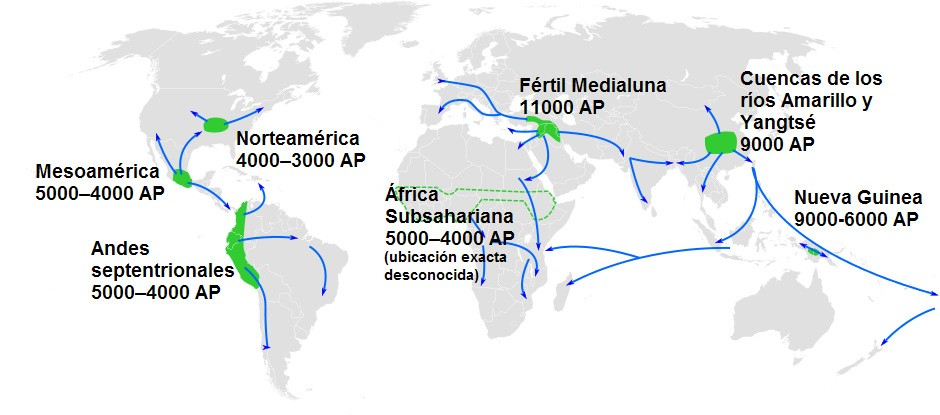 Fértil Medialuna
11000 AP
Cuencas de los
ríos Amarillo y
Yangtsé
9000 AP
Norteamérica
4000–3000 AP
Mesoamérica
5000–4000 AP
África
Subsahariana
5000–4000 AP
(ubicación exacta
desconocida)
Nueva Guinea
9000-6000 AP
Andes
septentrionales
5000–4000 AP